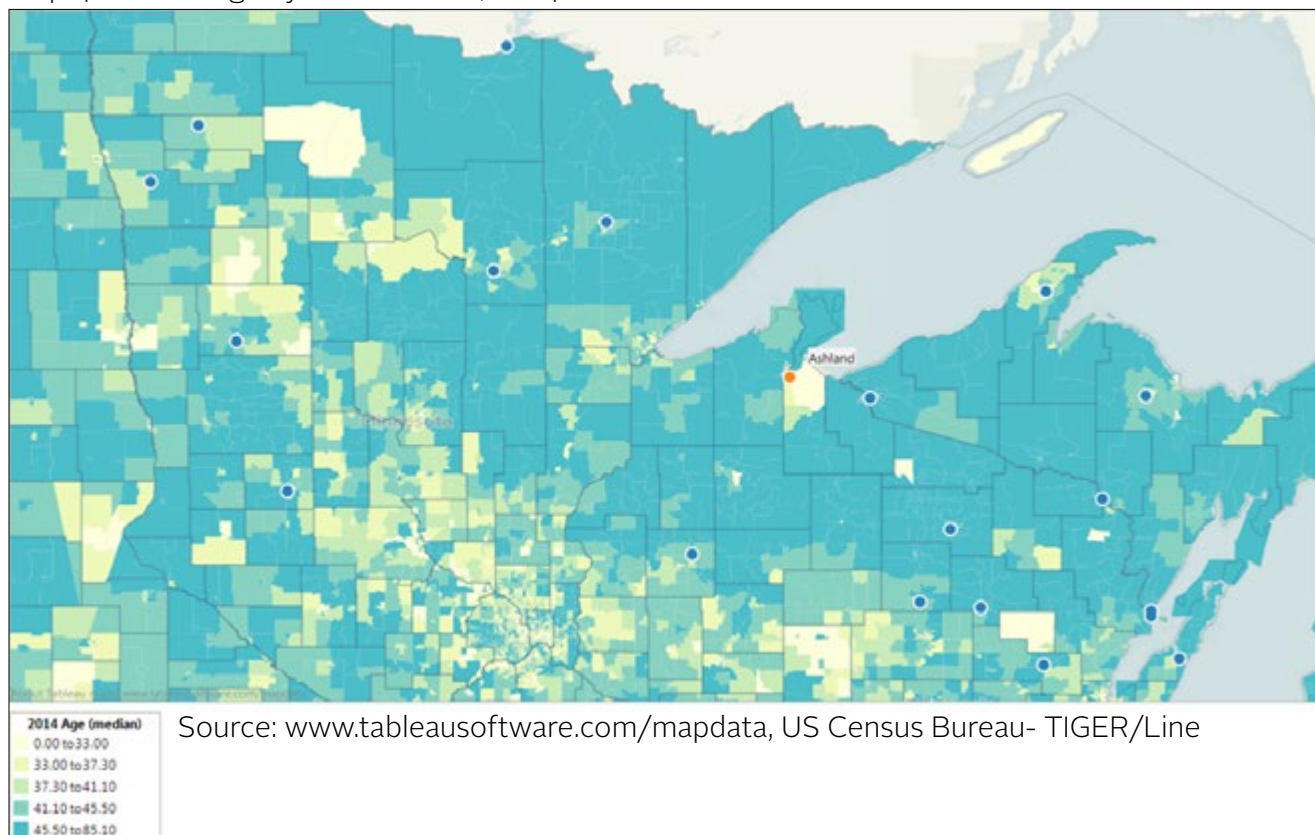 Ashland
Minnesota
Source: www.tableausoftware.com/mapdata, US Census Bureau- TIGER/Line
2014 Age (median)
0.00 to 33.00
33.00 to 37.30
37.30 to 41.10
41.10 to 45.50
45.50 to 85.10